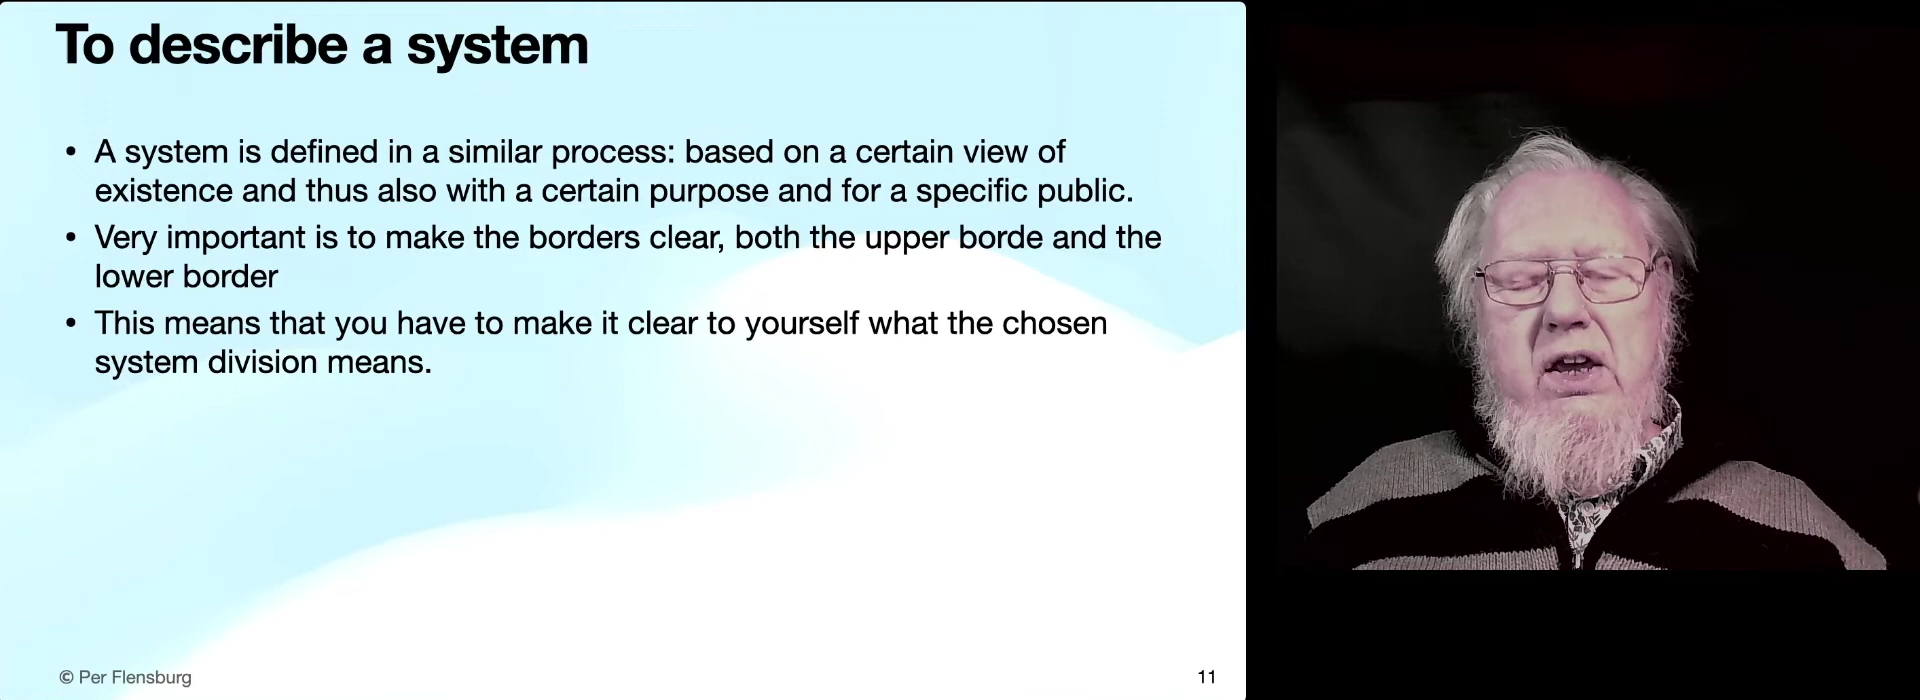 To describe a system
• A system is defined in a similar process: based on a certain view of
existence and thus also with a certain purpose and for a specific public.
• Very important is to make the borders clear, both the upper borde and the
lower border
• This means that you have to make it clear to yourself what the chosen
system division means.
© Per Flensburg
11